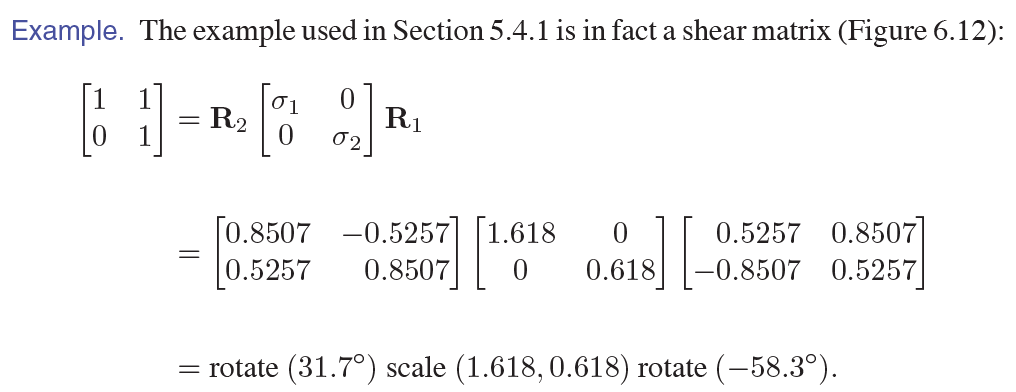 Example. The example used in Section 5.4.1 is in fact a shear matrix (Figure 6.12):
[1 1; 0 1] = R₂ [σ₁ 0; 0 σ₂] R₁
= [0.8507 −0.5257; 0.5257 0.8507] [1.618 0; 0 0.618] [0.5257 0.8507; −0.8507 0.5257]
= rotate (31.7°) scale (1.618, 0.618) rotate (−58.3°).